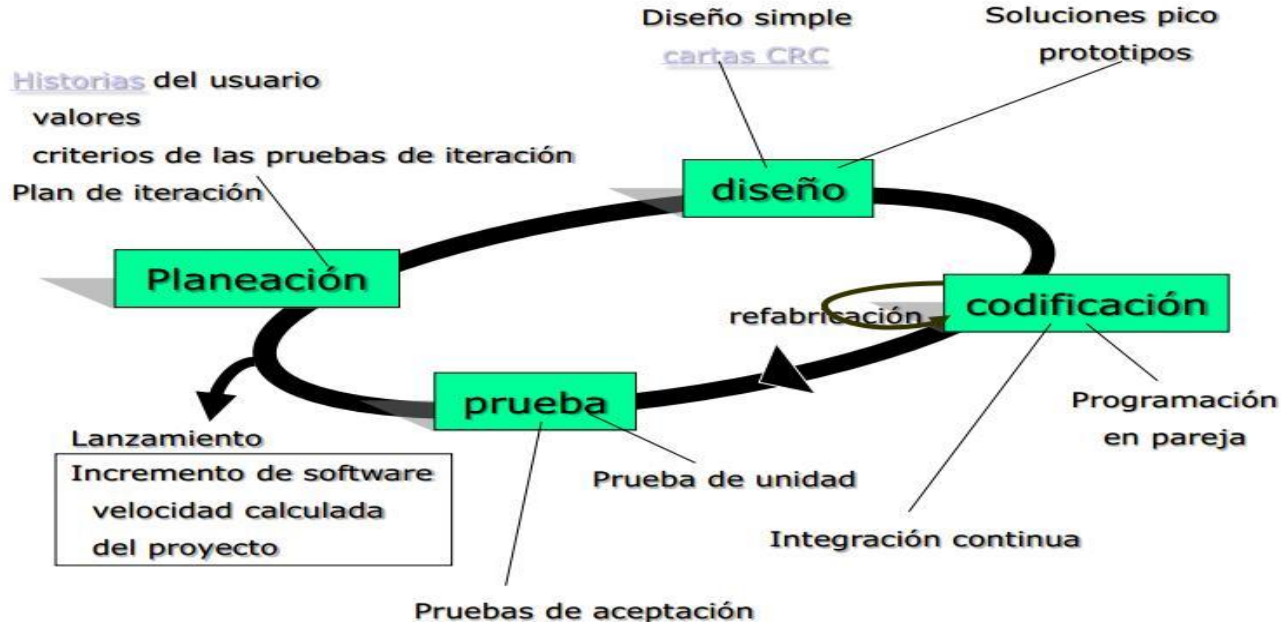 Diseño simple
cartas CRC
Soluciones pico
prototipos
Historias del usuario
valores
criterios de las pruebas de iteración
Plan de iteración
diseño
Planeación
refabricación
codificación
prueba
Programación
en pareja
Lanzamiento
Incremento de software
velocidad calculada
del proyecto
Prueba de unidad
Integración continua
Pruebas de aceptación